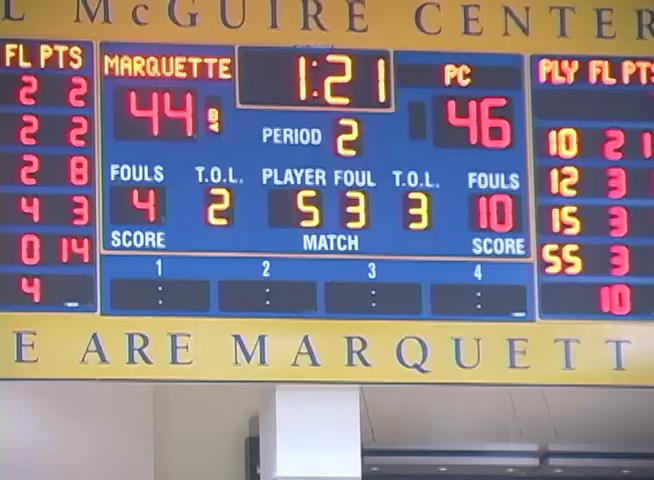 L McGUIRE CENTER
FL PTS MARQUETTE 1:21 PC PLY FL PTS
2 2 44 B 46
2 2 PERIOD 2 10 2 1
2 8 FOULS T.O.L. PLAYER FOUL T.O.L. FOULS 12 3
4 3 4 2 5 3 3 10 15 3
0 14 SCORE MATCH SCORE 55 3
4 1 2 3 4 10
: : : :
E ARE MARQUETT